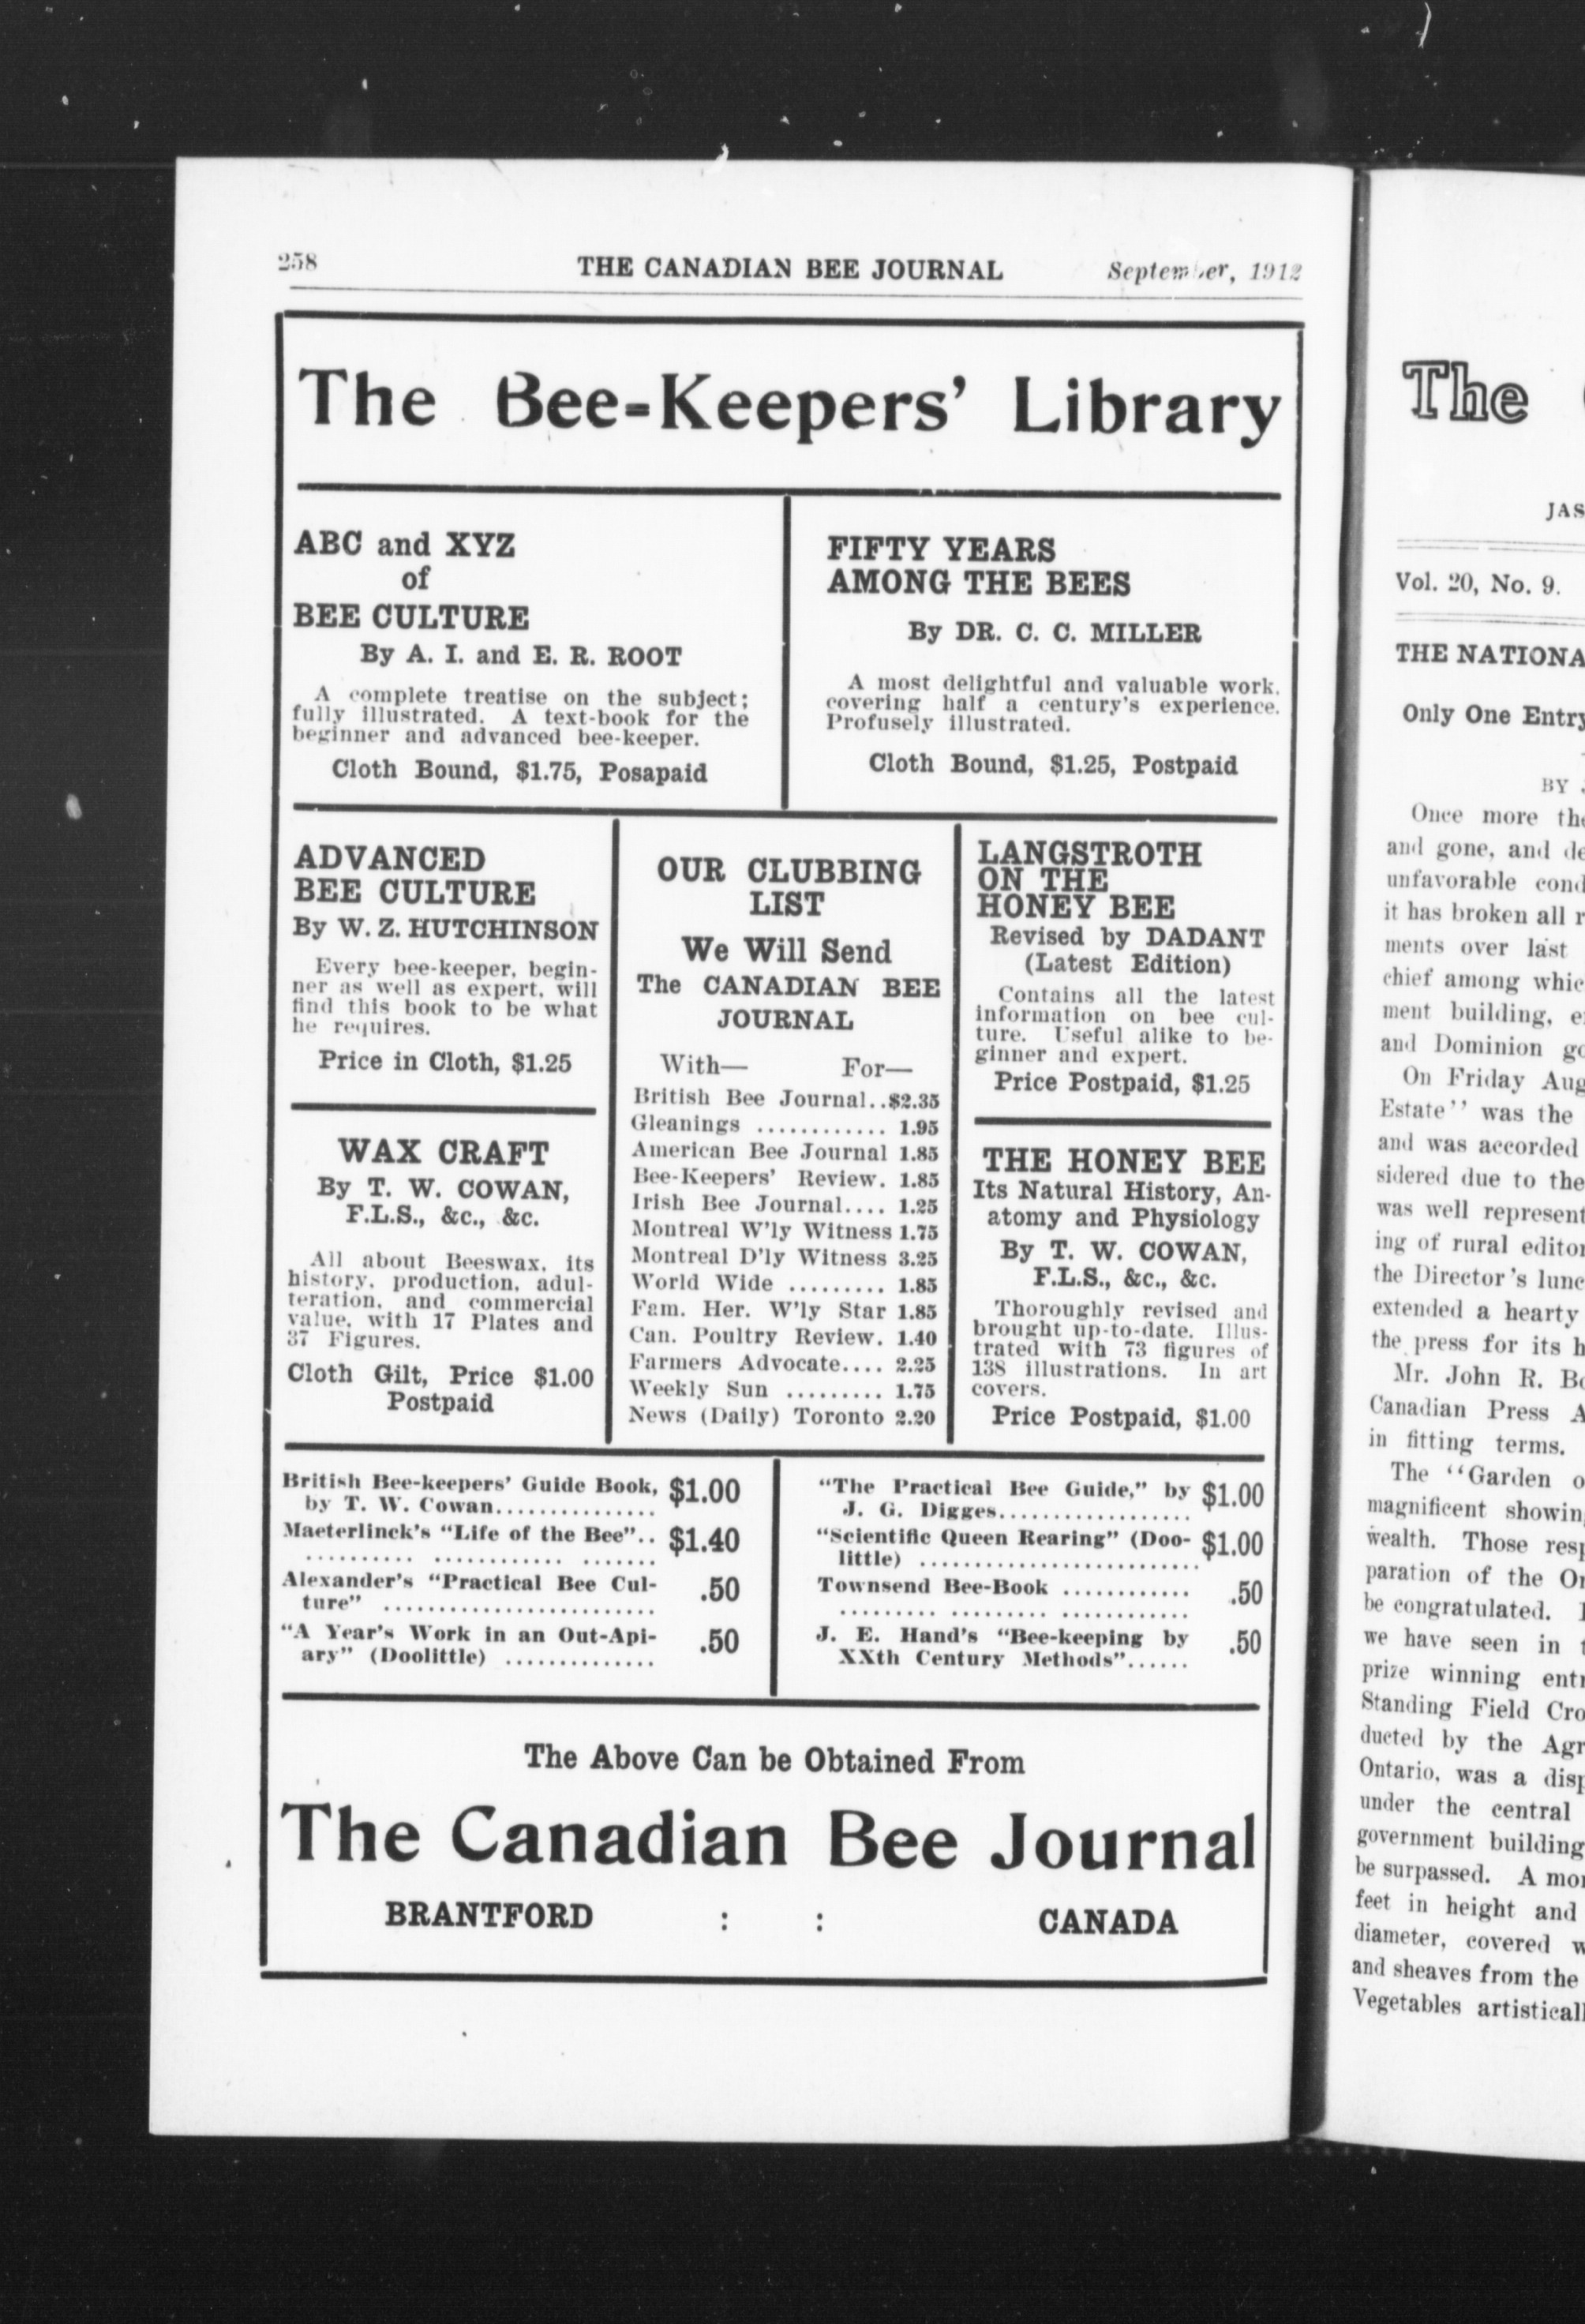 258 THE CANADIAN BEE JOURNAL September, 1912
The Bee-Keepers' Library
ABC and XYZ
of
BEE CULTURE
By A. I. and E. R. ROOT
A complete treatise on the subject;
fully illustrated. A text-book for the
beginner and advanced bee-keeper.
Cloth Bound, $1.75, Posapaid
FIFTY YEARS
AMONG THE BEES
By DR. C. C. MILLER
A most delightful and valuable work,
covering half a century's experience.
Profusely illustrated.
Cloth Bound, $1.25, Postpaid
ADVANCED
BEE CULTURE
By W. Z. HUTCHINSON
Every bee-keeper, begin-
ner as well as expert, will
find this book to be what
he requires.
Price in Cloth, $1.25
WAX CRAFT
By T. W. COWAN,
F.L.S., &c., &c.
All about Beeswax, its
history, production, adul-
teration, and commercial
value, with 17 Plates and
37 Figures.
Cloth Gilt, Price $1.00
Postpaid
OUR CLUBBING
LIST
We Will Send
The CANADIAN BEE
JOURNAL
With— For—
British Bee Journal..$2.35
Gleanings ............ 1.95
American Bee Journal 1.85
Bee-Keepers' Review. 1.85
Irish Bee Journal.... 1.25
Montreal W'ly Witness 1.75
Montreal D'ly Witness 3.25
World Wide ......... 1.85
Fam. Her. W'ly Star 1.85
Can. Poultry Review. 1.40
Farmers Advocate.... 2.25
Weekly Sun ......... 1.75
News (Daily) Toronto 2.20
LANGSTROTH
ON THE
HONEY BEE
Revised by DADANT
(Latest Edition)
Contains all the latest
information on bee cul-
ture. Useful alike to be-
ginner and expert.
Price Postpaid, $1.25
THE HONEY BEE
Its Natural History, An-
atomy and Physiology
By T. W. COWAN,
F.L.S., &c., &c.
Thoroughly revised and
brought up-to-date. Illus-
trated with 73 figures of
138 illustrations. In art
covers.
Price Postpaid, $1.00
British Bee-keepers' Guide Book, $1.00
by T. W. Cowan...............
Maeterlinck's "Life of the Bee".. $1.40
.......... ............ .......
Alexander's "Practical Bee Cul- .50
ture" .........................
"A Year's Work in an Out-Api- .50
ary" (Doolittle) ..............
"The Practical Bee Guide," by $1.00
J. G. Digges..................
"Scientific Queen Rearing" (Doo- $1.00
little) ..........................
Townsend Bee-Book ............ .50
......... ......... ............
J. E. Hand's "Bee-keeping by .50
XXth Century Methods"......
The Above Can be Obtained From
The Canadian Bee Journal
BRANTFORD : : CANADA
The
JAS
Vol. 20, No. 9.
THE NATIONA
Only One Entry
BY
Once more the
and gone, and de
unfavorable cond
it has broken all r
ments over last
chief among whic
ment building, e
and Dominion go
On Friday Aug
Estate" was the
and was accorded
sidered due to the
was well represent
ing of rural editor
the Director's lunc
extended a hearty
the press for its h
Mr. John R. Bo
Canadian Press A
in fitting terms.
The "Garden o
magnificent showin
wealth. Those resp
paration of the Or
be congratulated.
we have seen in t
prize winning entr
Standing Field Cro
ducted by the Agr
Ontario, was a disp
under the central
government building
be surpassed. A mo
feet in height and
diameter, covered w
and sheaves from the
Vegetables artisticall